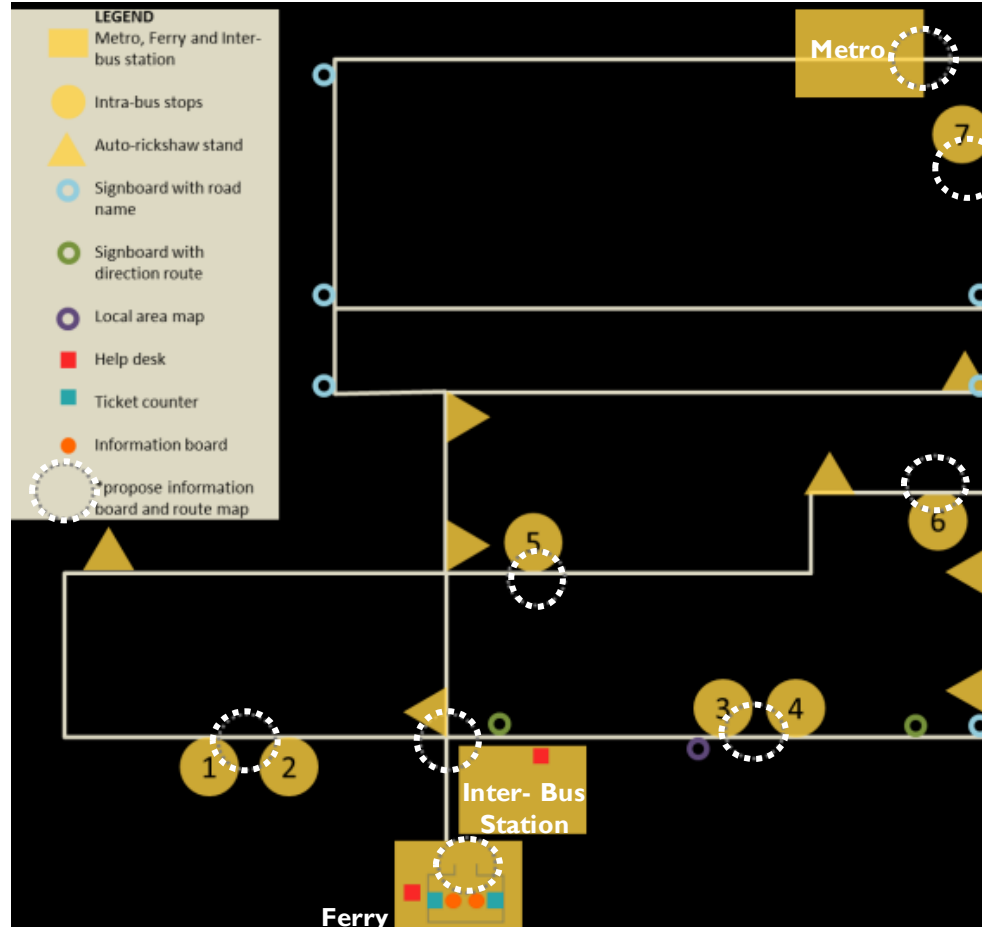 LEGEND
Metro, Ferry and Inter-
bus station
Intra-bus stops
Auto-rickshaw stand
Signboard with road
name
Signboard with
direction route
Local area map
Help desk
Ticket counter
Information board
*propose information
board and route map
Metro
7
5
6
3
4
1
2
Inter- Bus
Station
Ferry